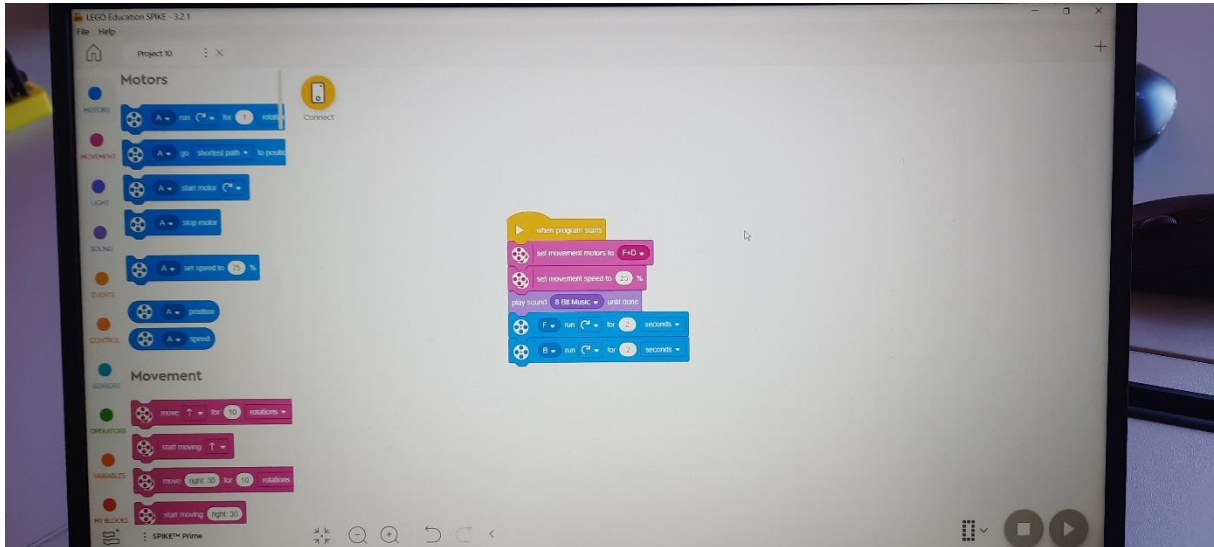 LEGO Education SPIKE - 3.2.1
File Help
Project 10
Motors
MOTORS
A run for 1
A go shortest path to
A start motor
A stop motor
A set speed to 75 %
A position
A speed
Movement
move for 10 rotations
start moving
move right: 30 for 10 rotations
start moving right: 30
MOVEMENT
LIGHT
SOUND
EVENTS
CONTROL
SENSORS
OPERATORS
VARIABLES
MY BLOCKS
SPIKE™ Prime
Connect
when program starts
set movement motors to F+D
set movement speed to 25 %
play sound 8 Bit Music until done
F run for 2 seconds
B run for 2 seconds